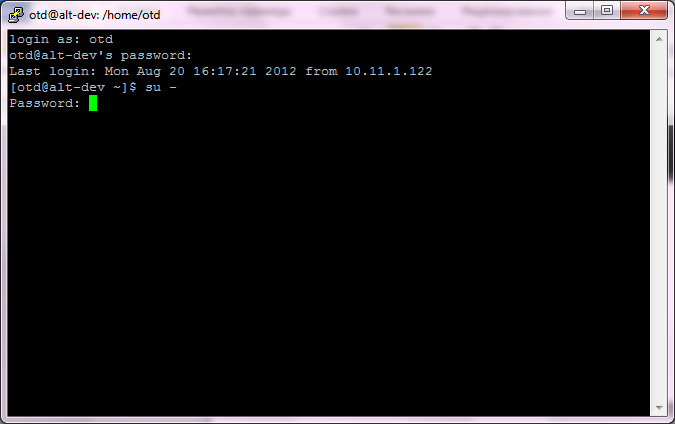 otd@alt-dev: /home/otd
login as: otd
otd@alt-dev's password:
Last login: Mon Aug 20 16:17:21 2012 from 10.11.1.122
[otd@alt-dev ~]$ su -
Password: